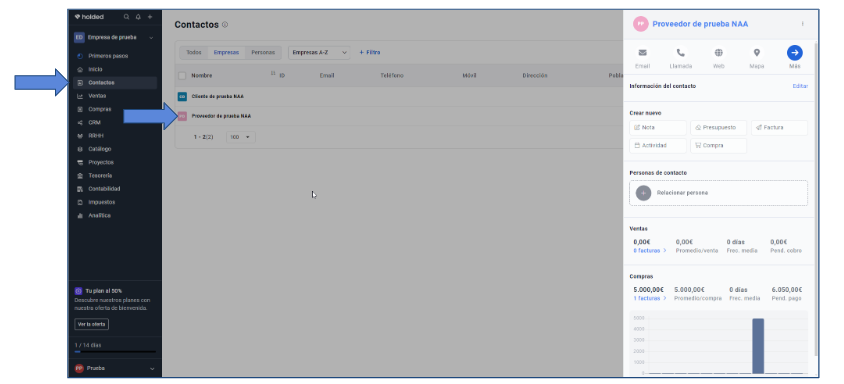 holded
ED Empresa de prueba
Primeros pasos
Inicio
Contactos
Ventas
Compras
CRM
RRHH
Catálogo
Proyectos
Tesorería
Contabilidad
Impuestos
Analítica
Tu plan al 50%
Descubre nuestros planes con
nuestra oferta de bienvenida.
Ver la oferta
1 / 14 días
PP Prueba
Contactos
Todos Empresas Personas Empresas A-Z + Filtro
Nombre ID Email Teléfono Móvil Dirección Pobla
Cliente de prueba NAA
Proveedor de prueba NAA
1 - 2(2) 100
PP Proveedor de prueba NAA
Email Llamada Web Mapa Más
Información del contacto Editar
Crear nuevo
Nota Presupuesto Factura
Actividad Compra
Personas de contacto
+ Relacionar persona
Ventas
0,00€ 0,00€ 0 días 0,00€
0 facturas > Promedio/venta Frec. media Pend. cobro
Compras
5.000,00€ 5.000,00€ 0 días 6.050,00€
1 facturas > Promedio/compra Frec. media Pend. pago
5000
4000
3000
2000
1000
0